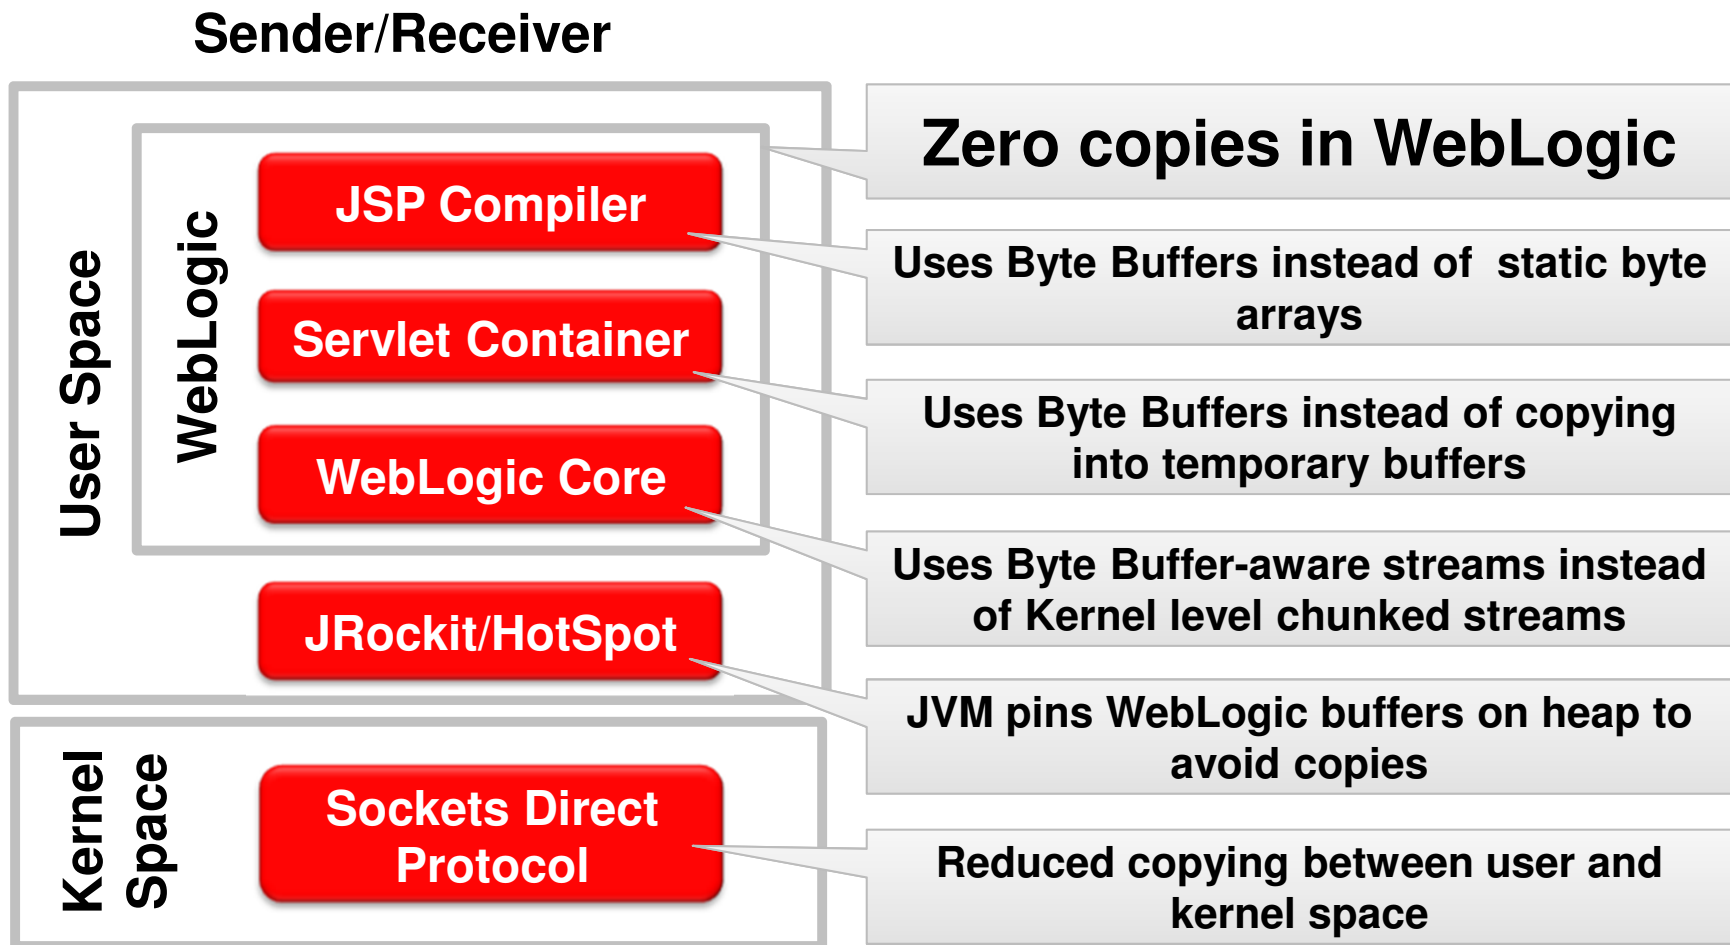 Sender/Receiver
User Space
WebLogic
JSP Compiler
Servlet Container
WebLogic Core
JRockit/HotSpot
Kernel
Space
Sockets Direct
Protocol
Zero copies in WebLogic
Uses Byte Buffers instead of  static byte
arrays
Uses Byte Buffers instead of copying
into temporary buffers
Uses Byte Buffer-aware streams instead
of Kernel level chunked streams
JVM pins WebLogic buffers on heap to
avoid copies
Reduced copying between user and
kernel space